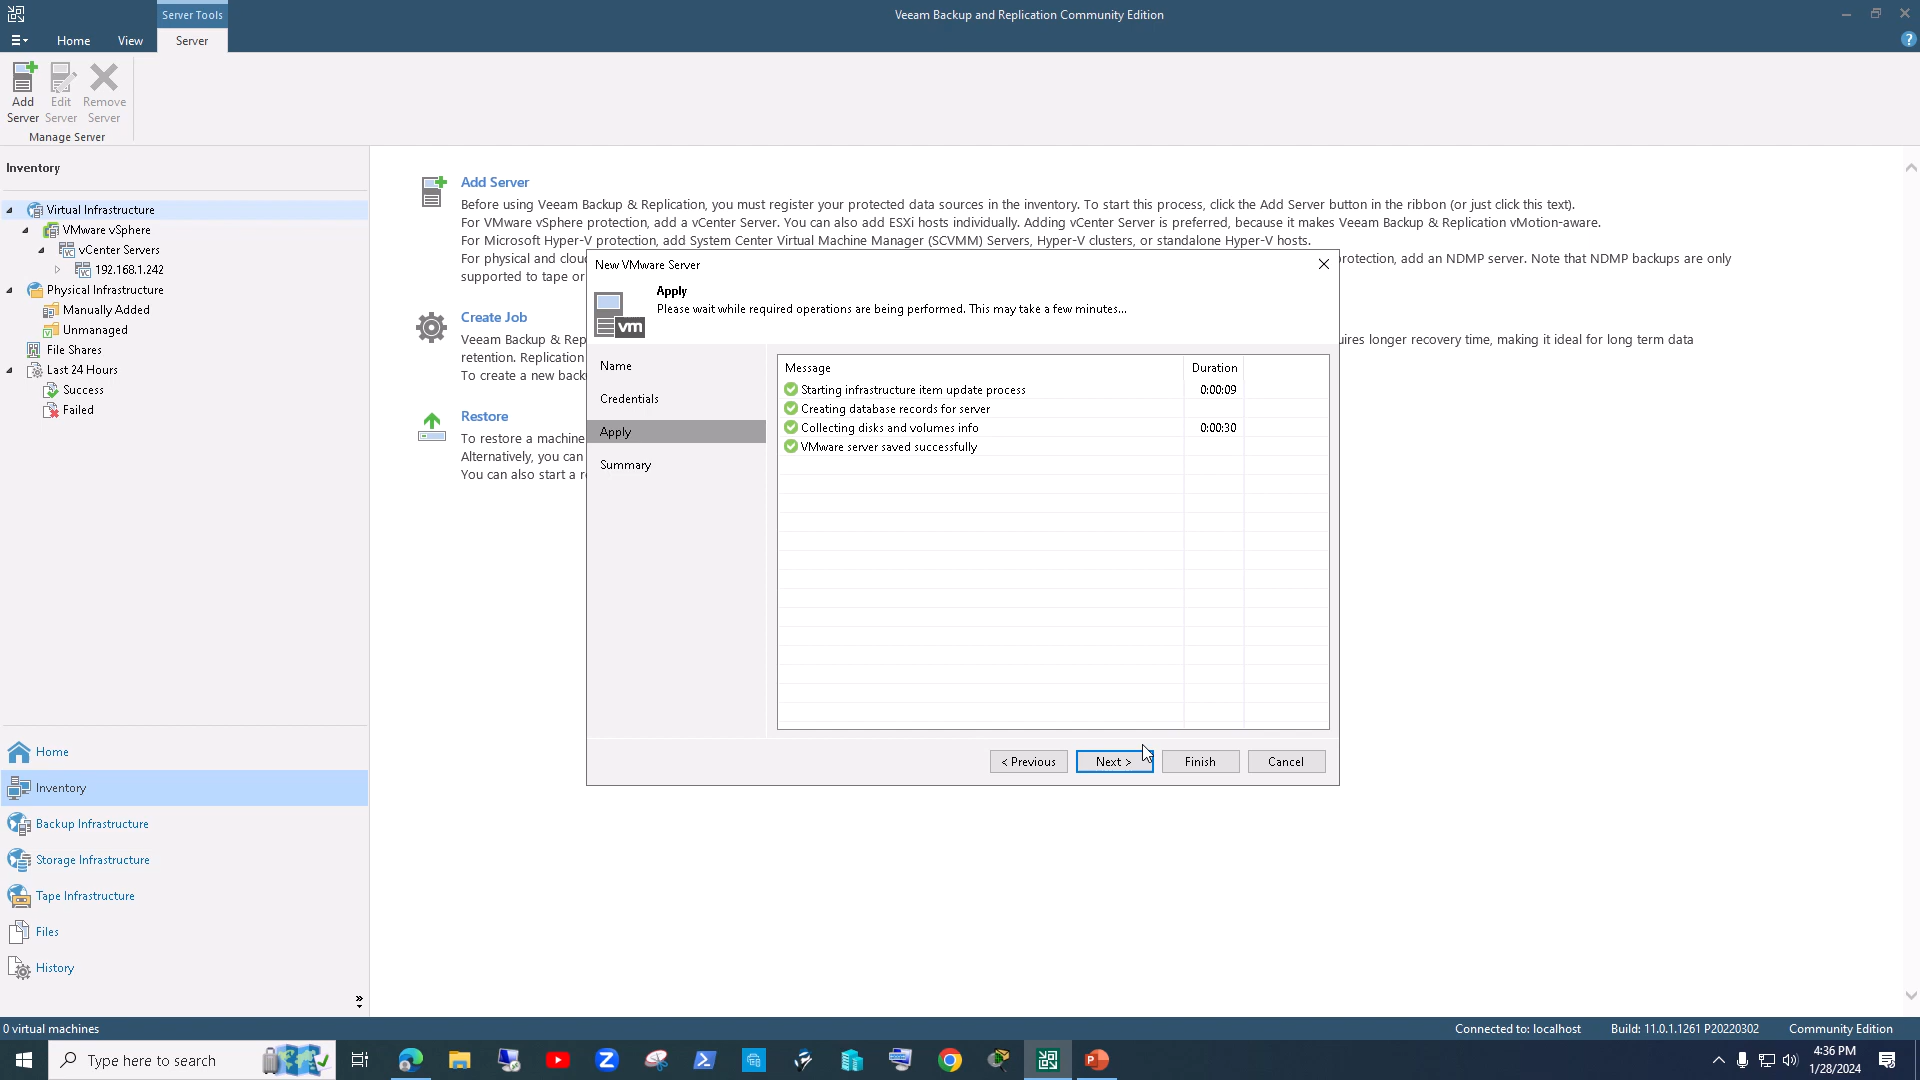 Server Tools
Veeam Backup and Replication Community Edition
Home View Server
?
Add Server
Edit Server
Remove Server
Manage Server
Inventory
Virtual Infrastructure
VMware vSphere
vCenter Servers
192.168.1.242
Physical Infrastructure
Manually Added
Unmanaged
File Shares
Last 24 Hours
Success
Failed
Home
Inventory
Backup Infrastructure
Storage Infrastructure
Tape Infrastructure
Files
History
»
Add Server
Before using Veeam Backup & Replication, you must register your protected data sources in the inventory. To start this process, click the Add Server button in the ribbon (or just click this text).
For VMware vSphere protection, add a vCenter Server. You can also add ESXi hosts individually. Adding vCenter Server is preferred, because it makes Veeam Backup & Replication vMotion-aware.
For Microsoft Hyper-V protection, add System Center Virtual Machine Manager (SCVMM) Servers, Hyper-V clusters, or standalone Hyper-V hosts.
For physical and clou protection, add an NDMP server. Note that NDMP backups are only
supported to tape or
Create Job
Veeam Backup & Rep ires longer recovery time, making it ideal for long term data
retention. Replication
To create a new back
Restore
To restore a machine
Alternatively, you can
You can also start a r
New VMware Server
Apply
Please wait while required operations are being performed. This may take a few minutes...
vm
Name
Credentials
Apply
Summary
Message Duration
Starting infrastructure item update process 0:00:09
Creating database records for server
Collecting disks and volumes info 0:00:30
VMware server saved successfully
< Previous Next > Finish Cancel
0 virtual machines Connected to: localhost Build: 11.0.1.1261 P20220302 Community Edition
Type here to search
4:36 PM
1/28/2024